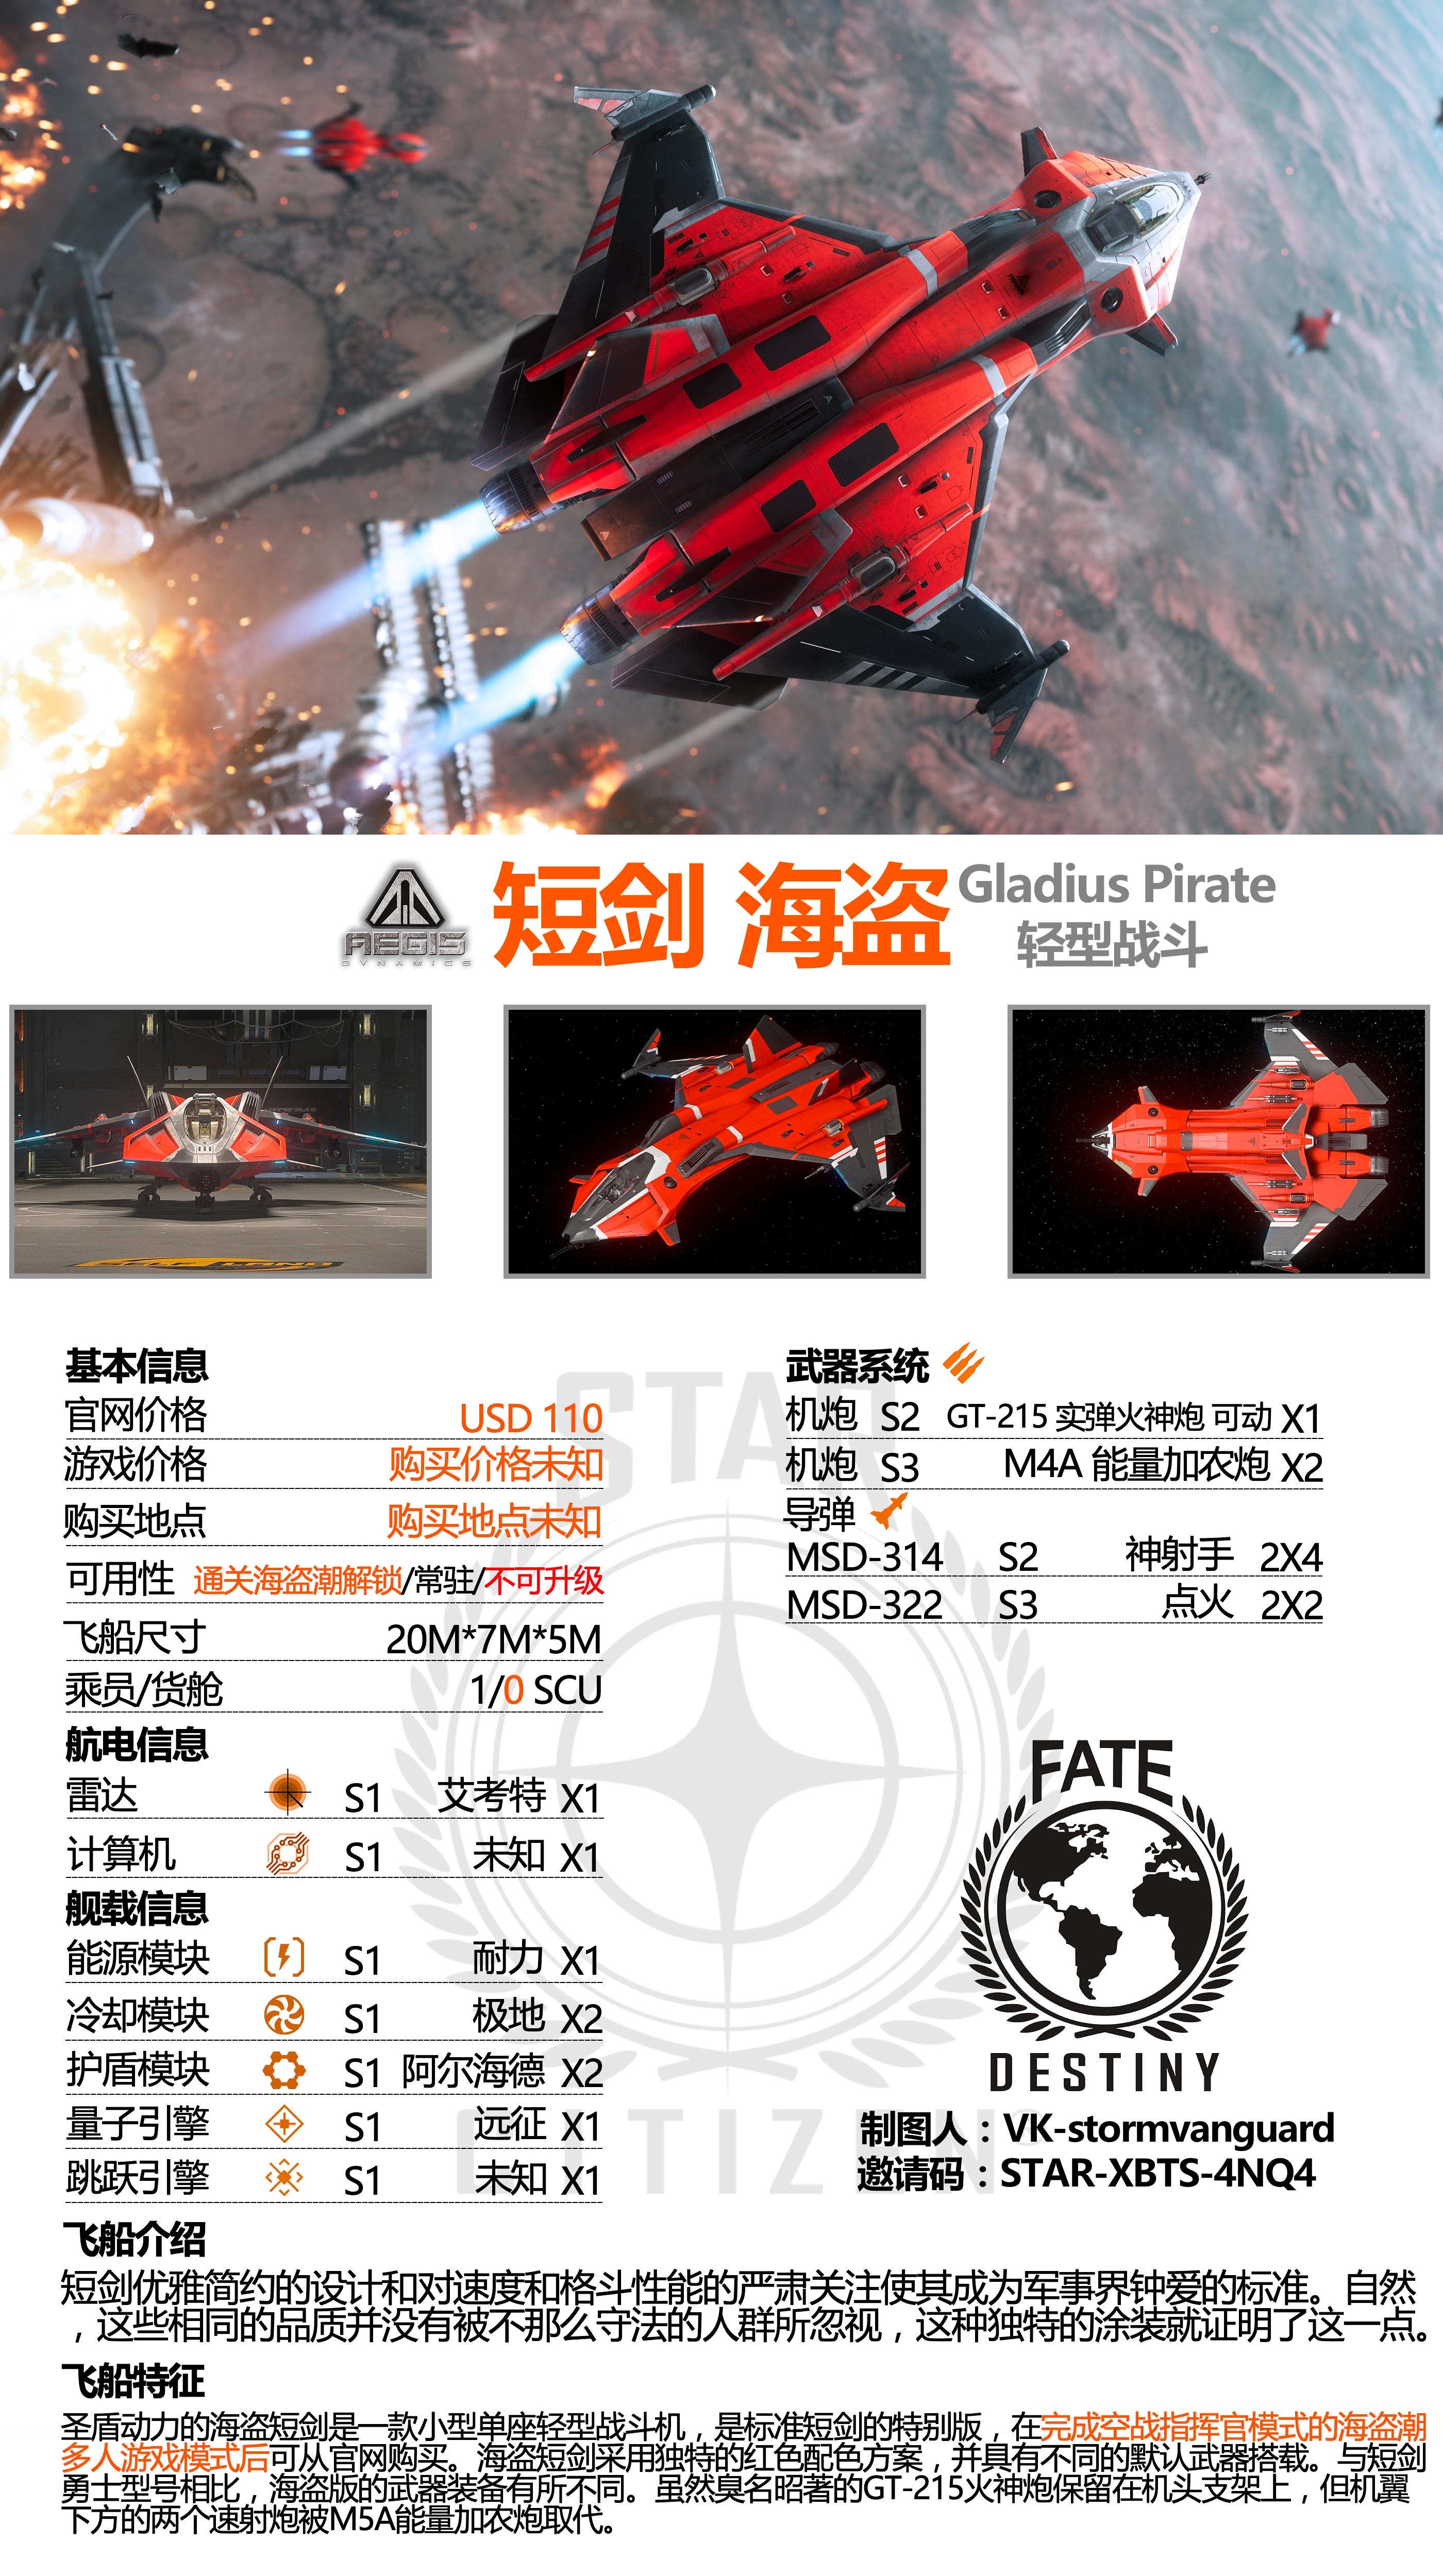 AEGIS
DYNAMICS
短剑 海盗
Gladius Pirate
轻型战斗
基本信息
官网价格 USD 110
游戏价格 购买价格未知
购买地点 购买地点未知
可用性 通关海盗潮解锁/常驻/不可升级
飞船尺寸 20M*7M*5M
乘员/货舱 1/0 SCU
航电信息
雷达 S1 艾考特 X1
计算机 S1 未知 X1
舰载信息
能源模块 S1 耐力 X1
冷却模块 S1 极地 X2
护盾模块 S1 阿尔海德 X2
量子引擎 S1 远征 X1
跳跃引擎 S1 未知 X1
武器系统
机炮 S2 GT-215 实弹火神炮 可动 X1
机炮 S3 M4A 能量加农炮 X2
导弹
MSD-314 S2 神射手 2X4
MSD-322 S3 点火 2X2
STAR
CITIZEN
FATE
DESTINY
制图人：VK-stormvanguard
邀请码：STAR-XBTS-4NQ4
飞船介绍
短剑优雅简约的设计和对速度和格斗性能的严肃关注使其成为军事界钟爱的标准。自然
，这些相同的品质并没有被不那么守法的人群所忽视，这种独特的涂装就证明了这一点。
飞船特征
圣盾动力的海盗短剑是一款小型单座轻型战斗机，是标准短剑的特别版，在完成空战指挥官模式的海盗潮
多人游戏模式后可从官网购买。海盗短剑采用独特的红色配色方案，并具有不同的默认武器搭载。与短剑
勇士型号相比，海盗版的武器装备有所不同。虽然臭名昭著的GT-215火神炮保留在机头支架上，但机翼
下方的两个速射炮被M5A能量加农炮取代。